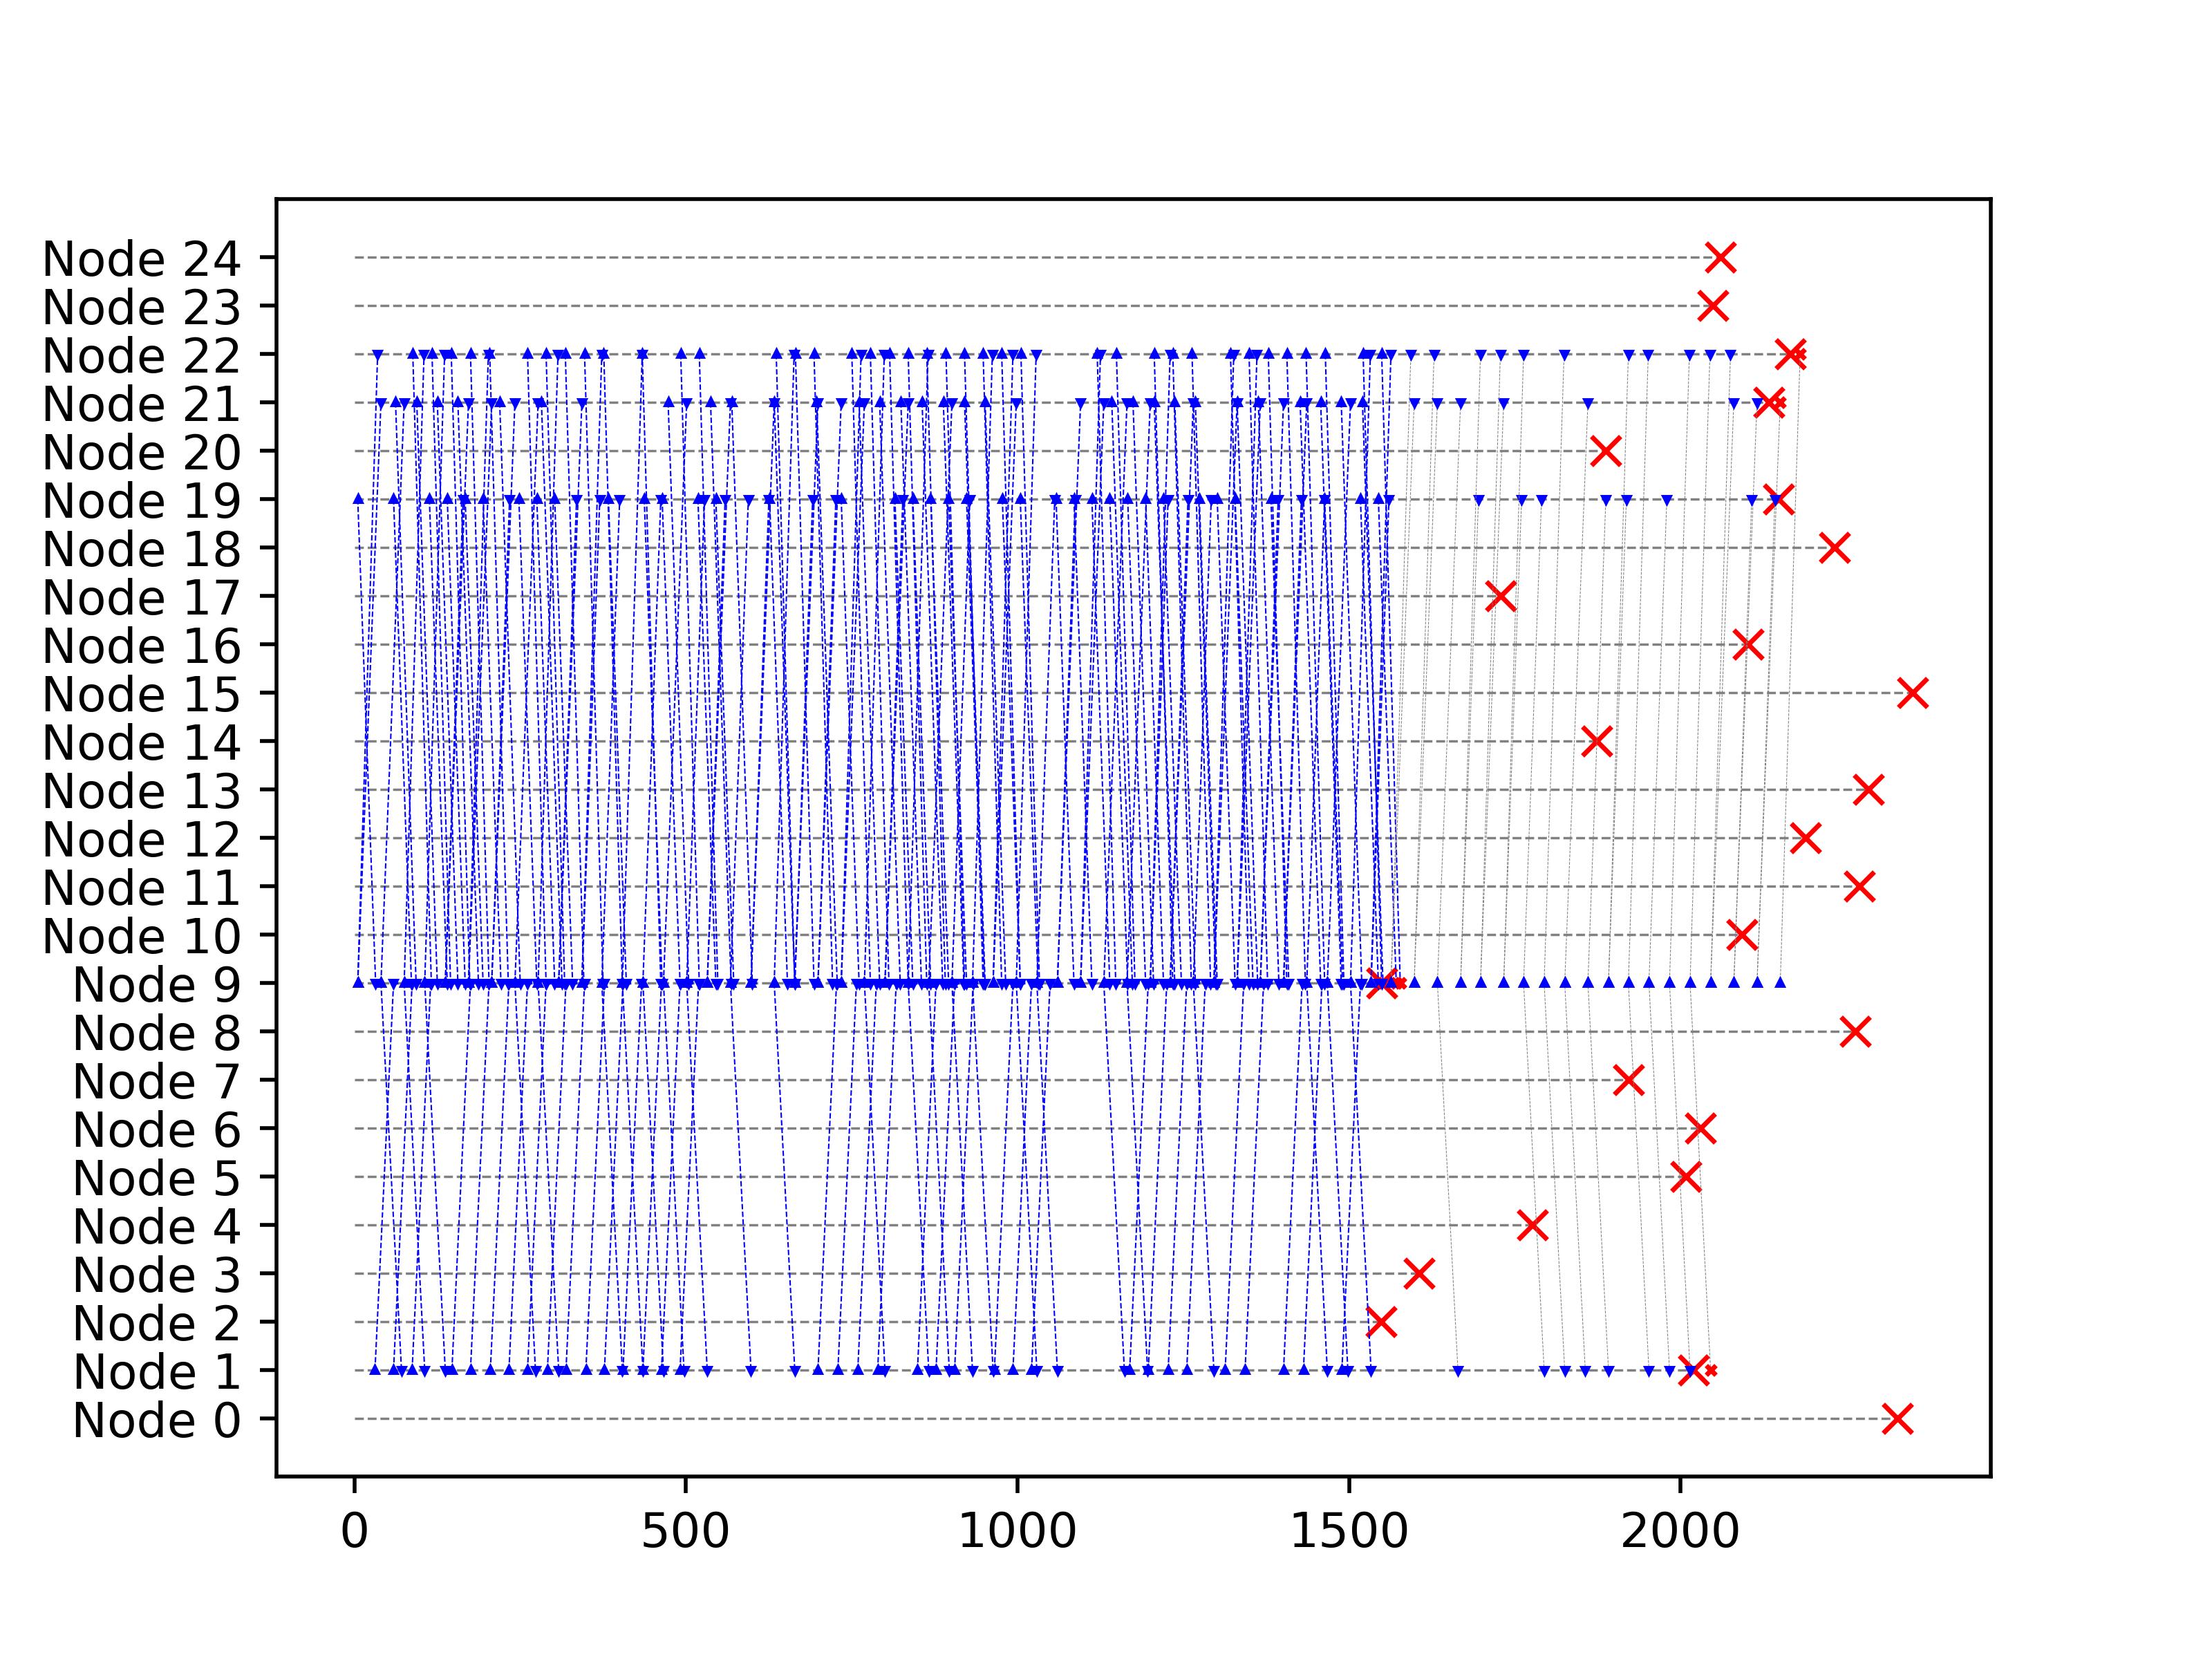 Node 24
Node 23
Node 22
Node 21
Node 20
Node 19
Node 18
Node 17
Node 16
Node 15
Node 14
Node 13
Node 12
Node 11
Node 10
Node 9
Node 8
Node 7
Node 6
Node 5
Node 4
Node 3
Node 2
Node 1
Node 0
0 500 1000 1500 2000